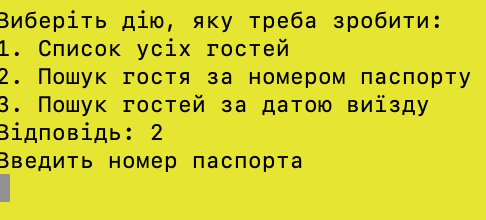 Виберіть дію, яку треба зробити:
1. Список усіх гостей
2. Пошук гостя за номером паспорту
3. Пошук гостей за датою виїзду
Відповідь: 2
Введить номер паспорта